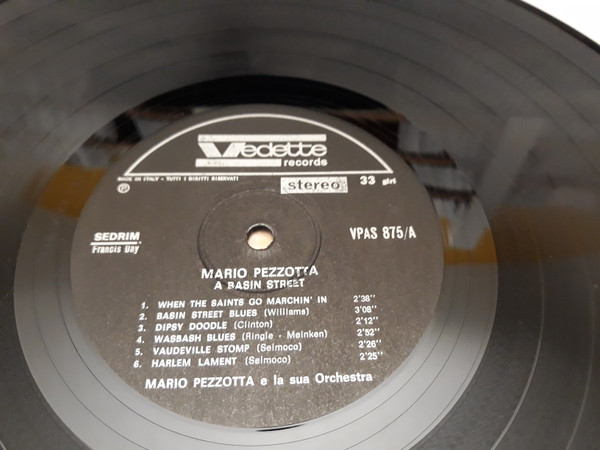 Vedette
records
MADE IN ITALY - TUTTI I DIRITTI RISERVATI
℗
stereo 33 giri
SEDRIM
Francis Day
VPAS 875/A
MARIO PEZZOTTA
A BASIN STREET
1. WHEN THE SAINTS GO MARCHIN' IN 2'38''
2. BASIN STREET BLUES (Williams) 3'08''
3. DIPSY DOODLE (Clinton) 2'12''
4. WASBASH BLUES (Ringle - Meinken) 2'52''
5. VAUDEVILLE STOMP (Selmoco) 2'26''
6. HARLEM LAMENT (Selmoco) 2'25''
MARIO PEZZOTTA e la sua Orchestra